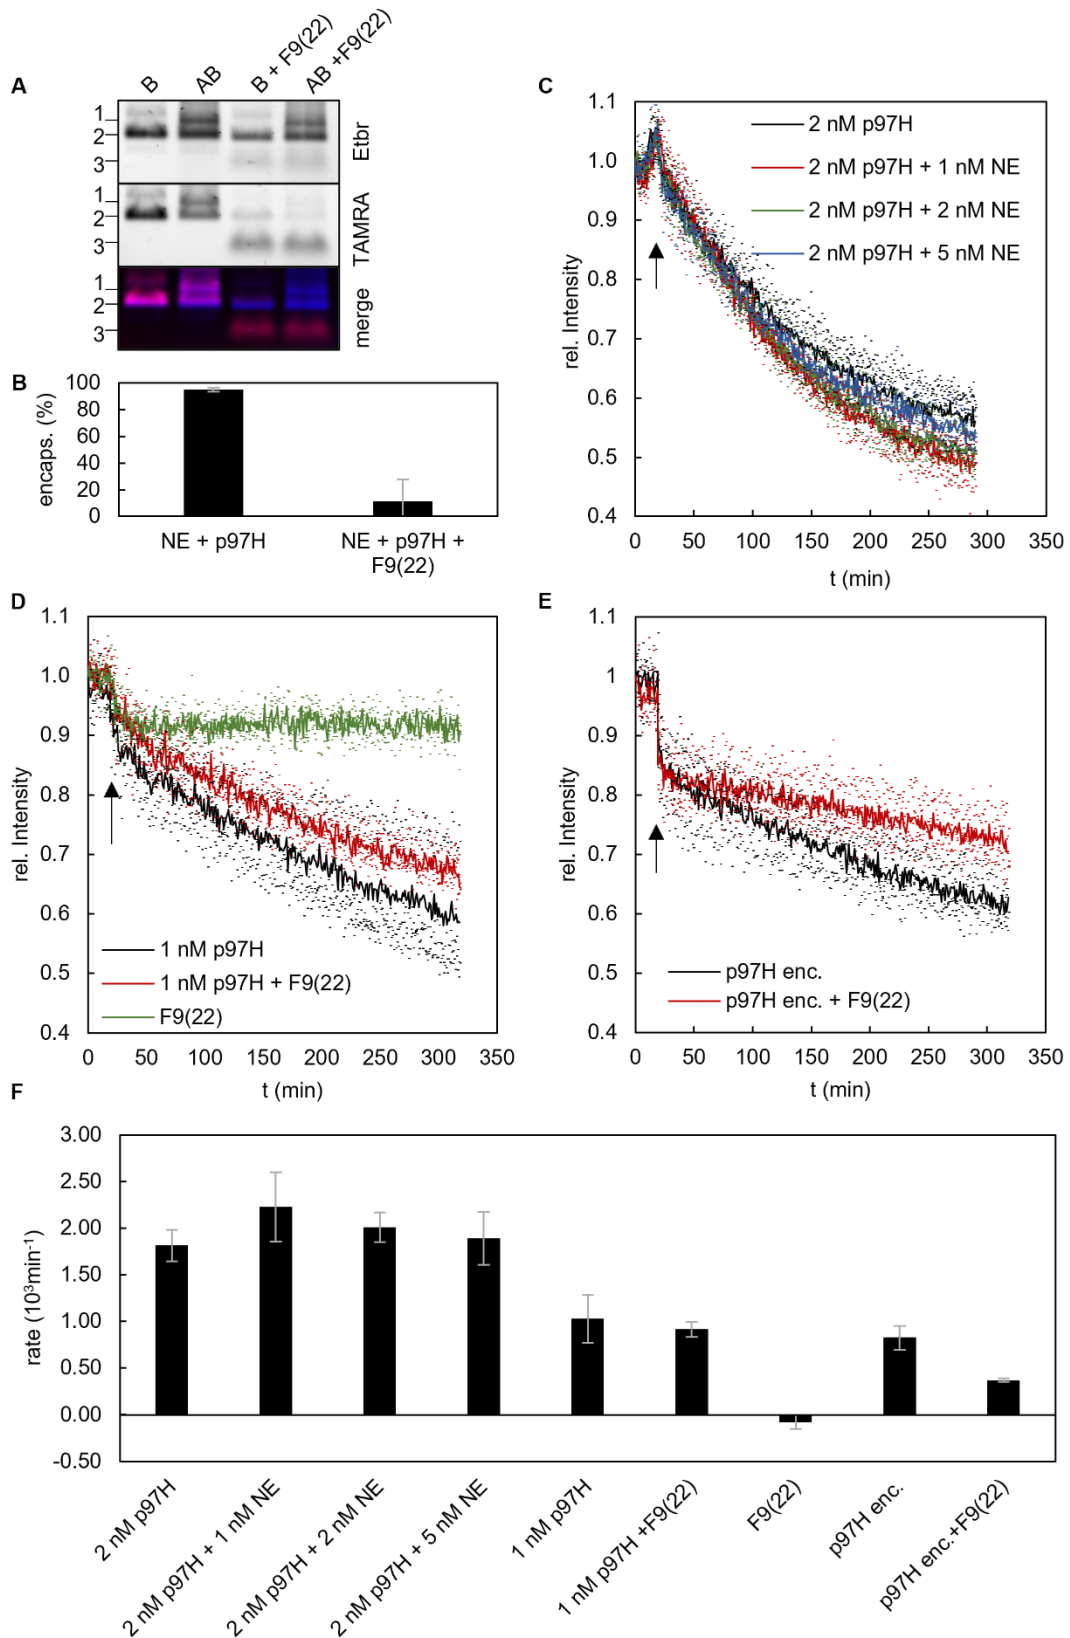 A
B
AB
B + F9(22)
AB +F9(22)
1
2
3
Etbr
1
2
3
TAMRA
1
2
3
merge
B
encaps. (%)
100
80
60
40
20
0
NE + p97H
NE + p97H +
F9(22)
C
rel. Intensity
1.1
1.0
0.9
0.8
0.7
0.6
0.5
0.4
2 nM p97H
2 nM p97H + 1 nM NE
2 nM p97H + 2 nM NE
2 nM p97H + 5 nM NE
0 50 100 150 200 250 300 350
t (min)
D
rel. Intensity
1.1
1.0
0.9
0.8
0.7
0.6
0.5
0.4
1 nM p97H
1 nM p97H + F9(22)
F9(22)
0 50 100 150 200 250 300 350
t (min)
E
rel. Intensity
1.1
1
0.9
0.8
0.7
0.6
0.5
0.4
p97H enc.
p97H enc. + F9(22)
0 50 100 150 200 250 300 350
t (min)
F
rate (10³min⁻¹)
3.00
2.50
2.00
1.50
1.00
0.50
0.00
-0.50
2 nM p97H
2 nM p97H + 1 nM NE
2 nM p97H + 2 nM NE
2 nM p97H + 5 nM NE
1 nM p97H
1 nM p97H +F9(22)
F9(22)
p97H enc.
p97H enc.+F9(22)